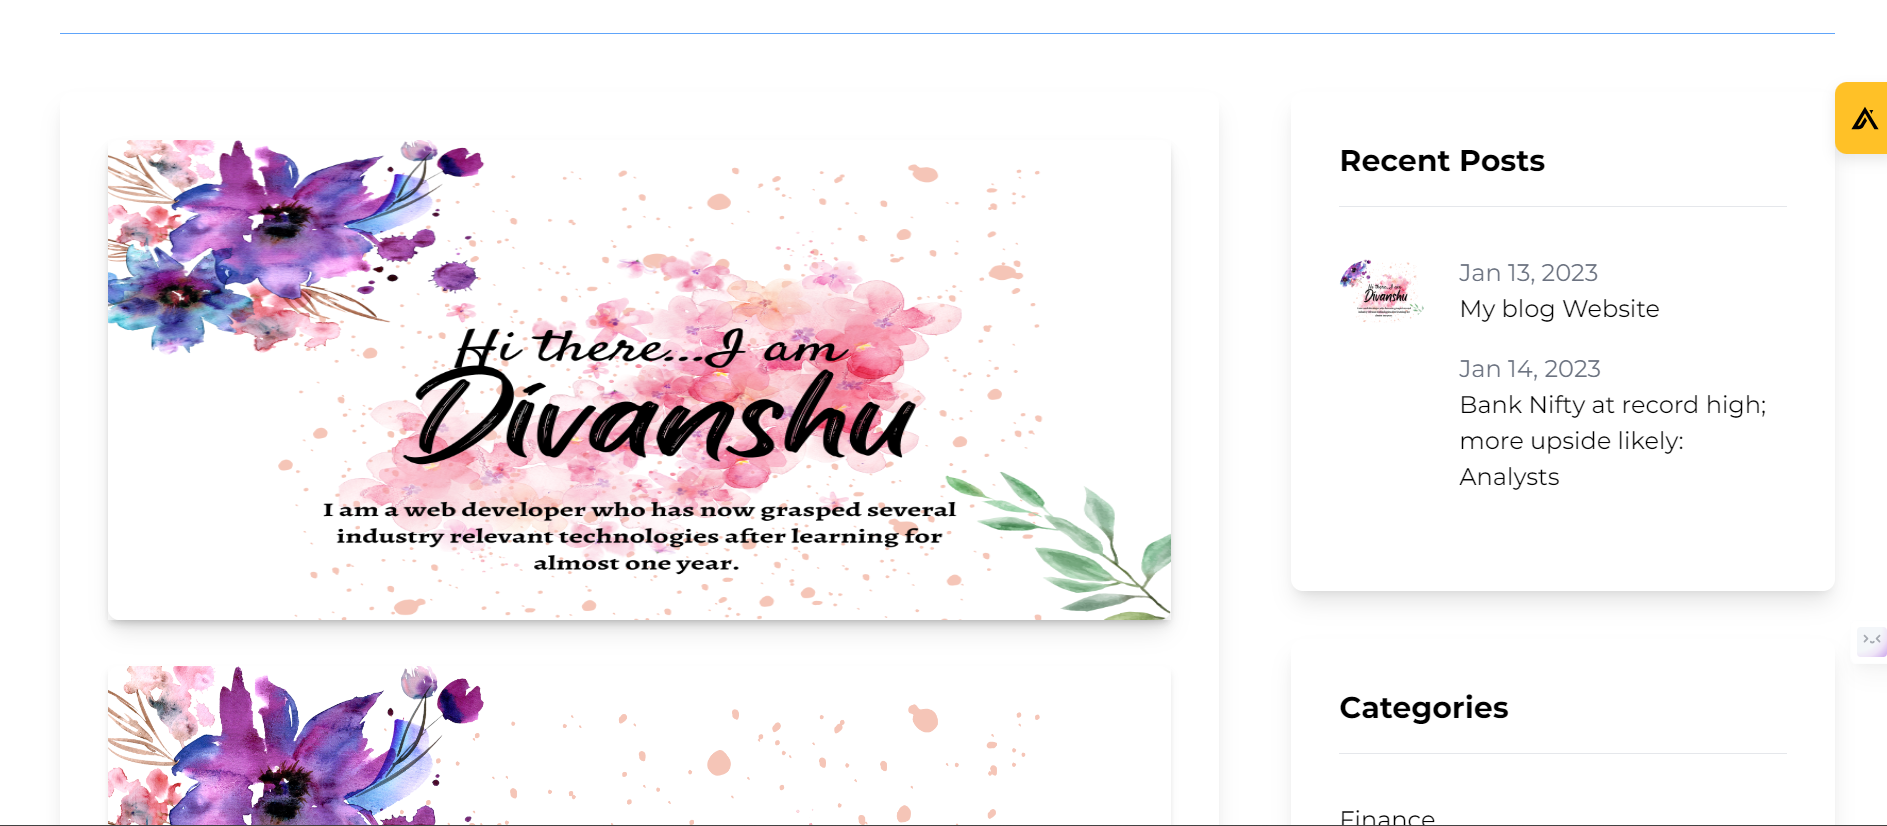 Hi there...I am
Divanshu
I am a web developer who has now grasped several
industry relevant technologies after learning for
almost one year.
Recent Posts
Jan 13, 2023
My blog Website
Jan 14, 2023
Bank Nifty at record high;
more upside likely:
Analysts
Categories
Finance